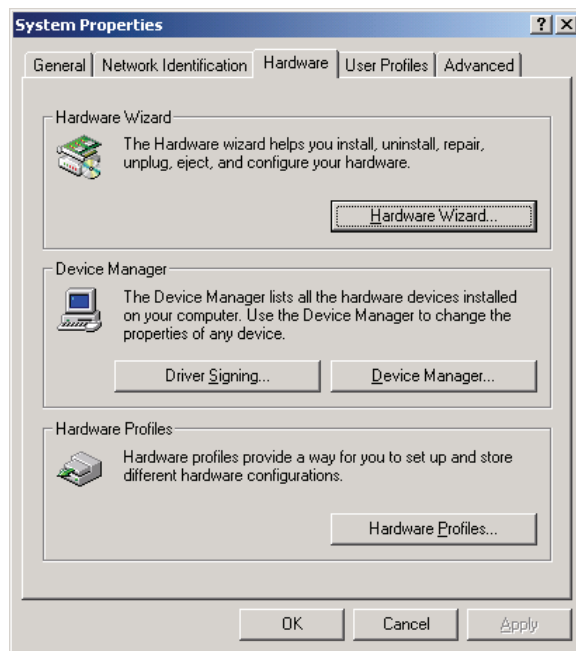 System Properties
General
Network Identification
Hardware
User Profiles
Advanced
Hardware Wizard
The Hardware wizard helps you install, uninstall, repair,
unplug, eject, and configure your hardware.
Hardware Wizard...
Device Manager
The Device Manager lists all the hardware devices installed
on your computer. Use the Device Manager to change the
properties of any device.
Driver Signing...
Device Manager...
Hardware Profiles
Hardware profiles provide a way for you to set up and store
different hardware configurations.
Hardware Profiles...
OK
Cancel
Apply